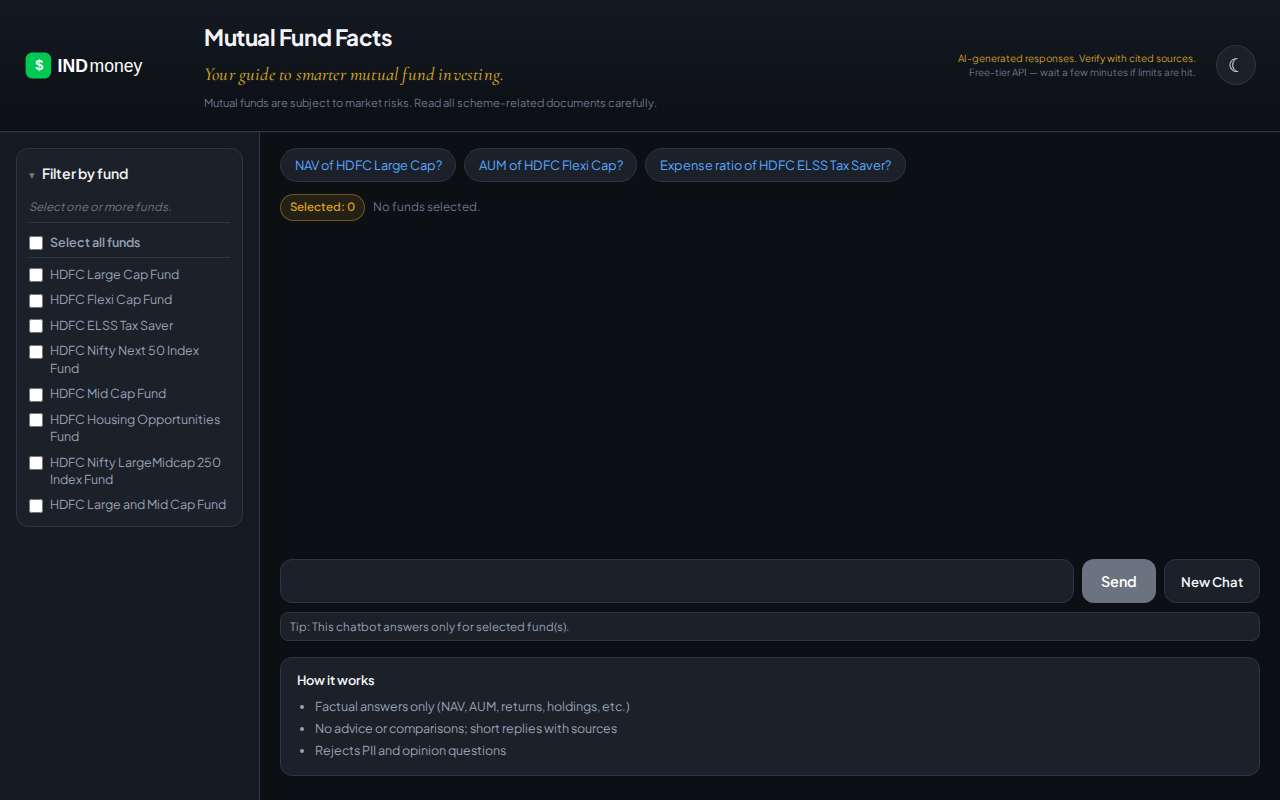 $ INDmoney
Mutual Fund Facts
Your guide to smarter mutual fund investing.
Mutual funds are subject to market risks. Read all scheme-related documents carefully.
AI-generated responses. Verify with cited sources.
Free-tier API — wait a few minutes if limits are hit.
▾ Filter by fund
Select one or more funds.
Select all funds
HDFC Large Cap Fund
HDFC Flexi Cap Fund
HDFC ELSS Tax Saver
HDFC Nifty Next 50 Index
Fund
HDFC Mid Cap Fund
HDFC Housing Opportunities
Fund
HDFC Nifty LargeMidcap 250
Index Fund
HDFC Large and Mid Cap Fund
NAV of HDFC Large Cap? AUM of HDFC Flexi Cap? Expense ratio of HDFC ELSS Tax Saver?
Selected: 0 No funds selected.
Send New Chat
Tip: This chatbot answers only for selected fund(s).
How it works
• Factual answers only (NAV, AUM, returns, holdings, etc.)
• No advice or comparisons; short replies with sources
• Rejects PII and opinion questions